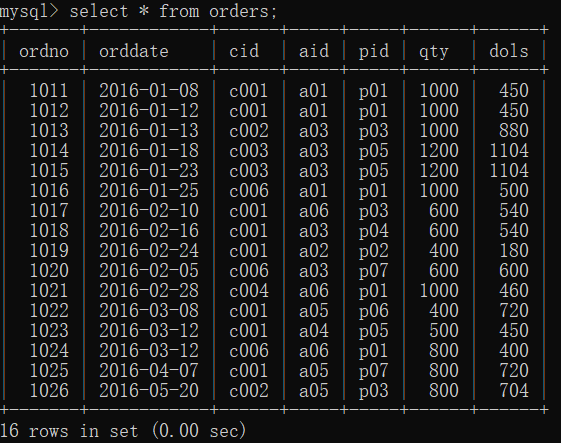 mysql> select * from orders;
+-------+------------+------+------+------+------+------+
| ordno | orddate | cid | aid | pid | qty | dols |
+-------+------------+------+------+------+------+------+
| 1011 | 2016-01-08 | c001 | a01 | p01 | 1000 | 450 |
| 1012 | 2016-01-12 | c001 | a01 | p01 | 1000 | 450 |
| 1013 | 2016-01-13 | c002 | a03 | p03 | 1000 | 880 |
| 1014 | 2016-01-18 | c003 | a03 | p05 | 1200 | 1104 |
| 1015 | 2016-01-23 | c003 | a03 | p05 | 1200 | 1104 |
| 1016 | 2016-01-25 | c006 | a01 | p01 | 1000 | 500 |
| 1017 | 2016-02-10 | c001 | a06 | p03 | 600 | 540 |
| 1018 | 2016-02-16 | c001 | a03 | p04 | 600 | 540 |
| 1019 | 2016-02-24 | c001 | a02 | p02 | 400 | 180 |
| 1020 | 2016-02-05 | c006 | a03 | p07 | 600 | 600 |
| 1021 | 2016-02-28 | c004 | a06 | p01 | 1000 | 460 |
| 1022 | 2016-03-08 | c001 | a05 | p06 | 400 | 720 |
| 1023 | 2016-03-12 | c001 | a04 | p05 | 500 | 450 |
| 1024 | 2016-03-12 | c006 | a06 | p01 | 800 | 400 |
| 1025 | 2016-04-07 | c001 | a05 | p07 | 800 | 720 |
| 1026 | 2016-05-20 | c002 | a05 | p03 | 800 | 704 |
+-------+------------+------+------+------+------+------+
16 rows in set (0.00 sec)